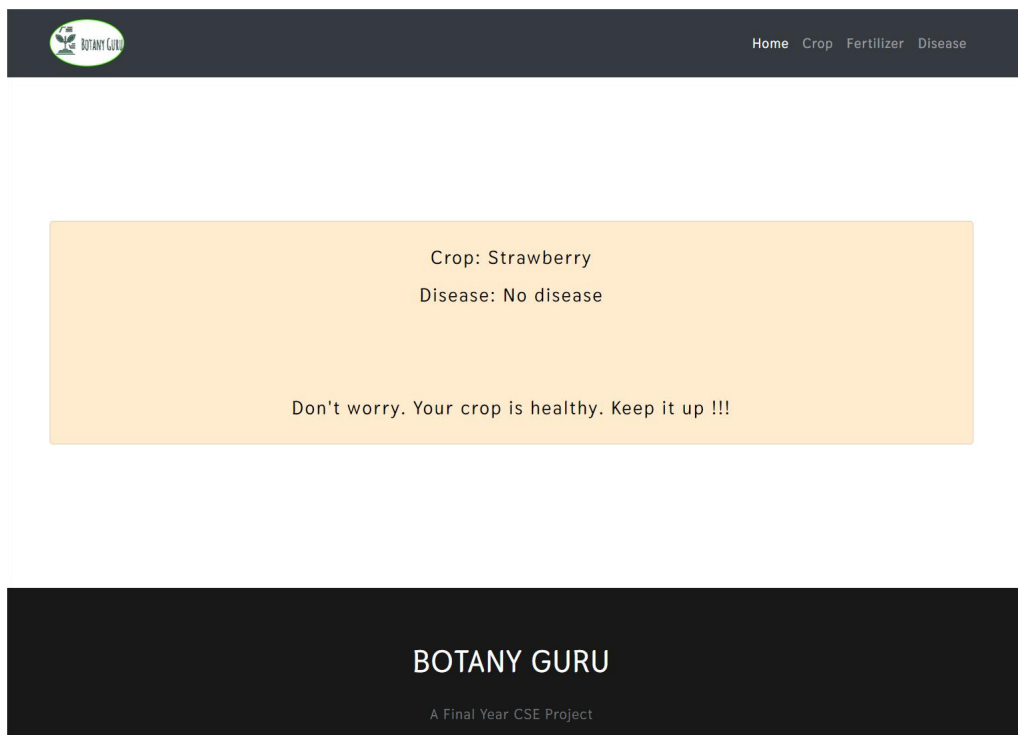 BOTANY GURU
Home Crop Fertilizer Disease
Crop: Strawberry
Disease: No disease
Don't worry. Your crop is healthy. Keep it up !!!
BOTANY GURU
A Final Year CSE Project